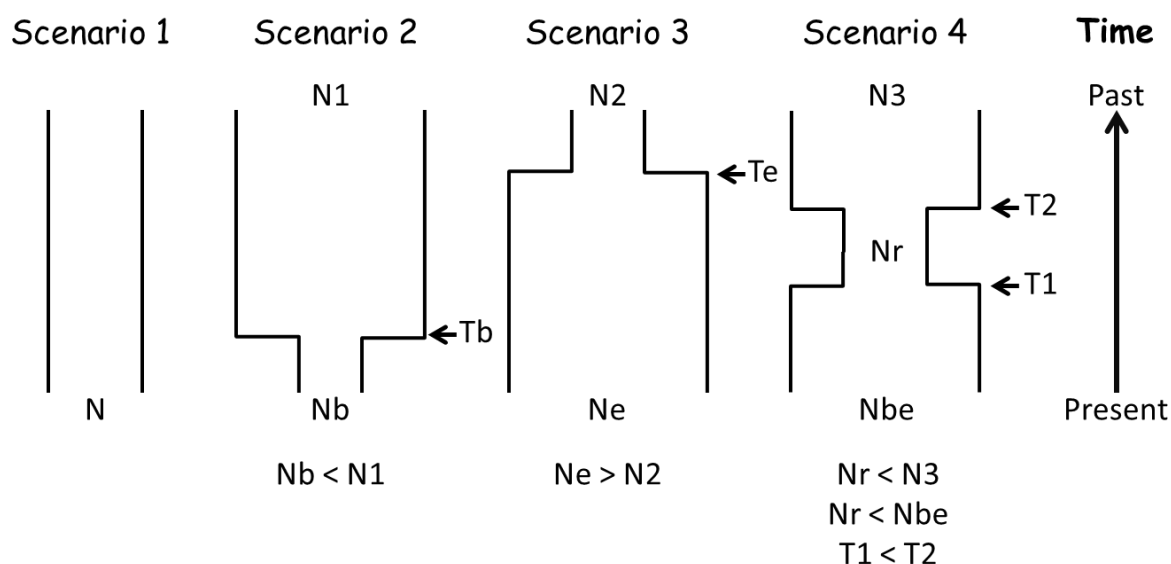 Scenario 1 Scenario 2 Scenario 3 Scenario 4 Time
N1 N2 N3 Past
Te
T2
Nr
T1
Tb
N Nb Ne Nbe Present
Nb < N1 Ne > N2 Nr < N3
Nr < Nbe
T1 < T2